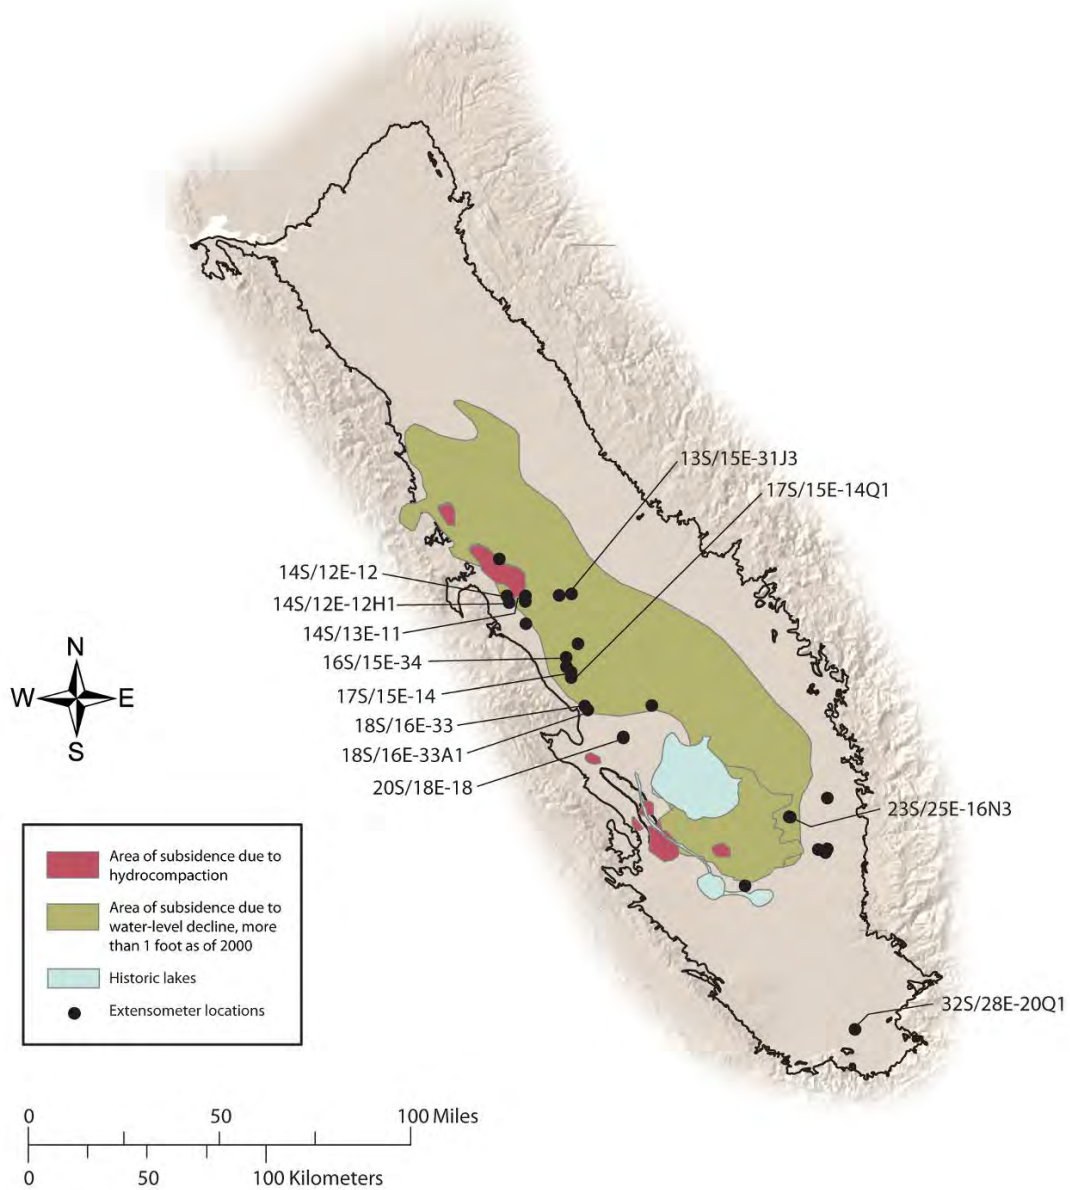 13S/15E-31J3
17S/15E-14Q1
14S/12E-12
14S/12E-12H1
14S/13E-11
16S/15E-34
17S/15E-14
18S/16E-33
18S/16E-33A1
20S/18E-18
23S/25E-16N3
32S/28E-20Q1
N
W
E
S
Area of subsidence due to
hydrocompaction
Area of subsidence due to
water-level decline, more
than 1 foot as of 2000
Historic lakes
Extensometer locations
0 50 100 Miles
0 50 100 Kilometers